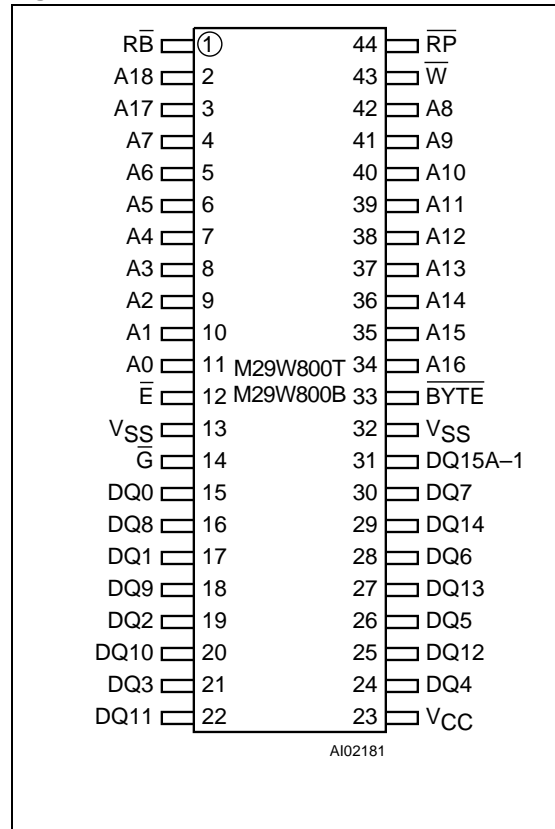 RB̅ 1 44 R̅P̅
A18 2 43 W̅
A17 3 42 A8
A7 4 41 A9
A6 5 40 A10
A5 6 39 A11
A4 7 38 A12
A3 8 37 A13
A2 9 36 A14
A1 10 35 A15
A0 11 M29W800T 34 A16
E̅ 12 M29W800B 33 B̅Y̅T̅E̅
VSS 13 32 VSS
G̅ 14 31 DQ15A–1
DQ0 15 30 DQ7
DQ8 16 29 DQ14
DQ1 17 28 DQ6
DQ9 18 27 DQ13
DQ2 19 26 DQ5
DQ10 20 25 DQ12
DQ3 21 24 DQ4
DQ11 22 23 VCC
AI02181